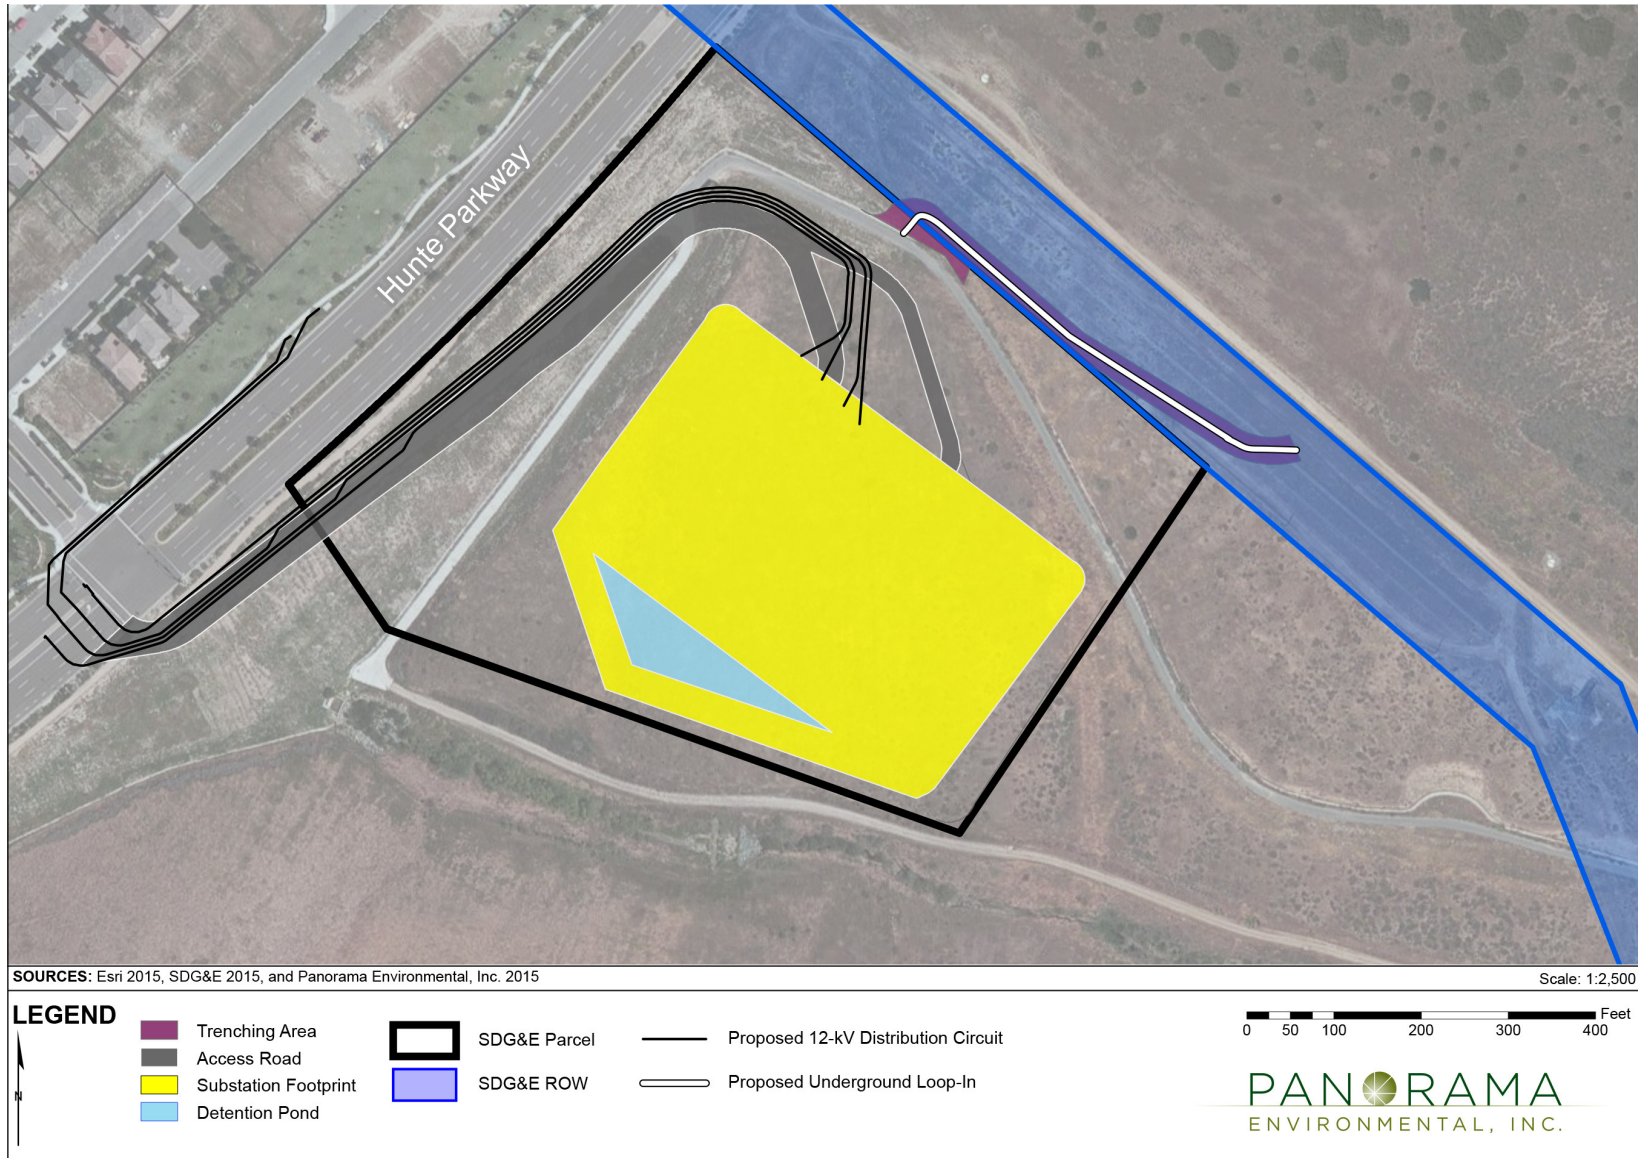 Hunte Parkway
SOURCES: Esri 2015, SDG&E 2015, and Panorama Environmental, Inc. 2015
Scale: 1:2,500
LEGEND
N
Trenching Area
Access Road
Substation Footprint
Detention Pond
SDG&E Parcel
SDG&E ROW
Proposed 12-kV Distribution Circuit
Proposed Underground Loop-In
Feet
0 50 100 200 300 400
PANORAMA
ENVIRONMENTAL, INC.